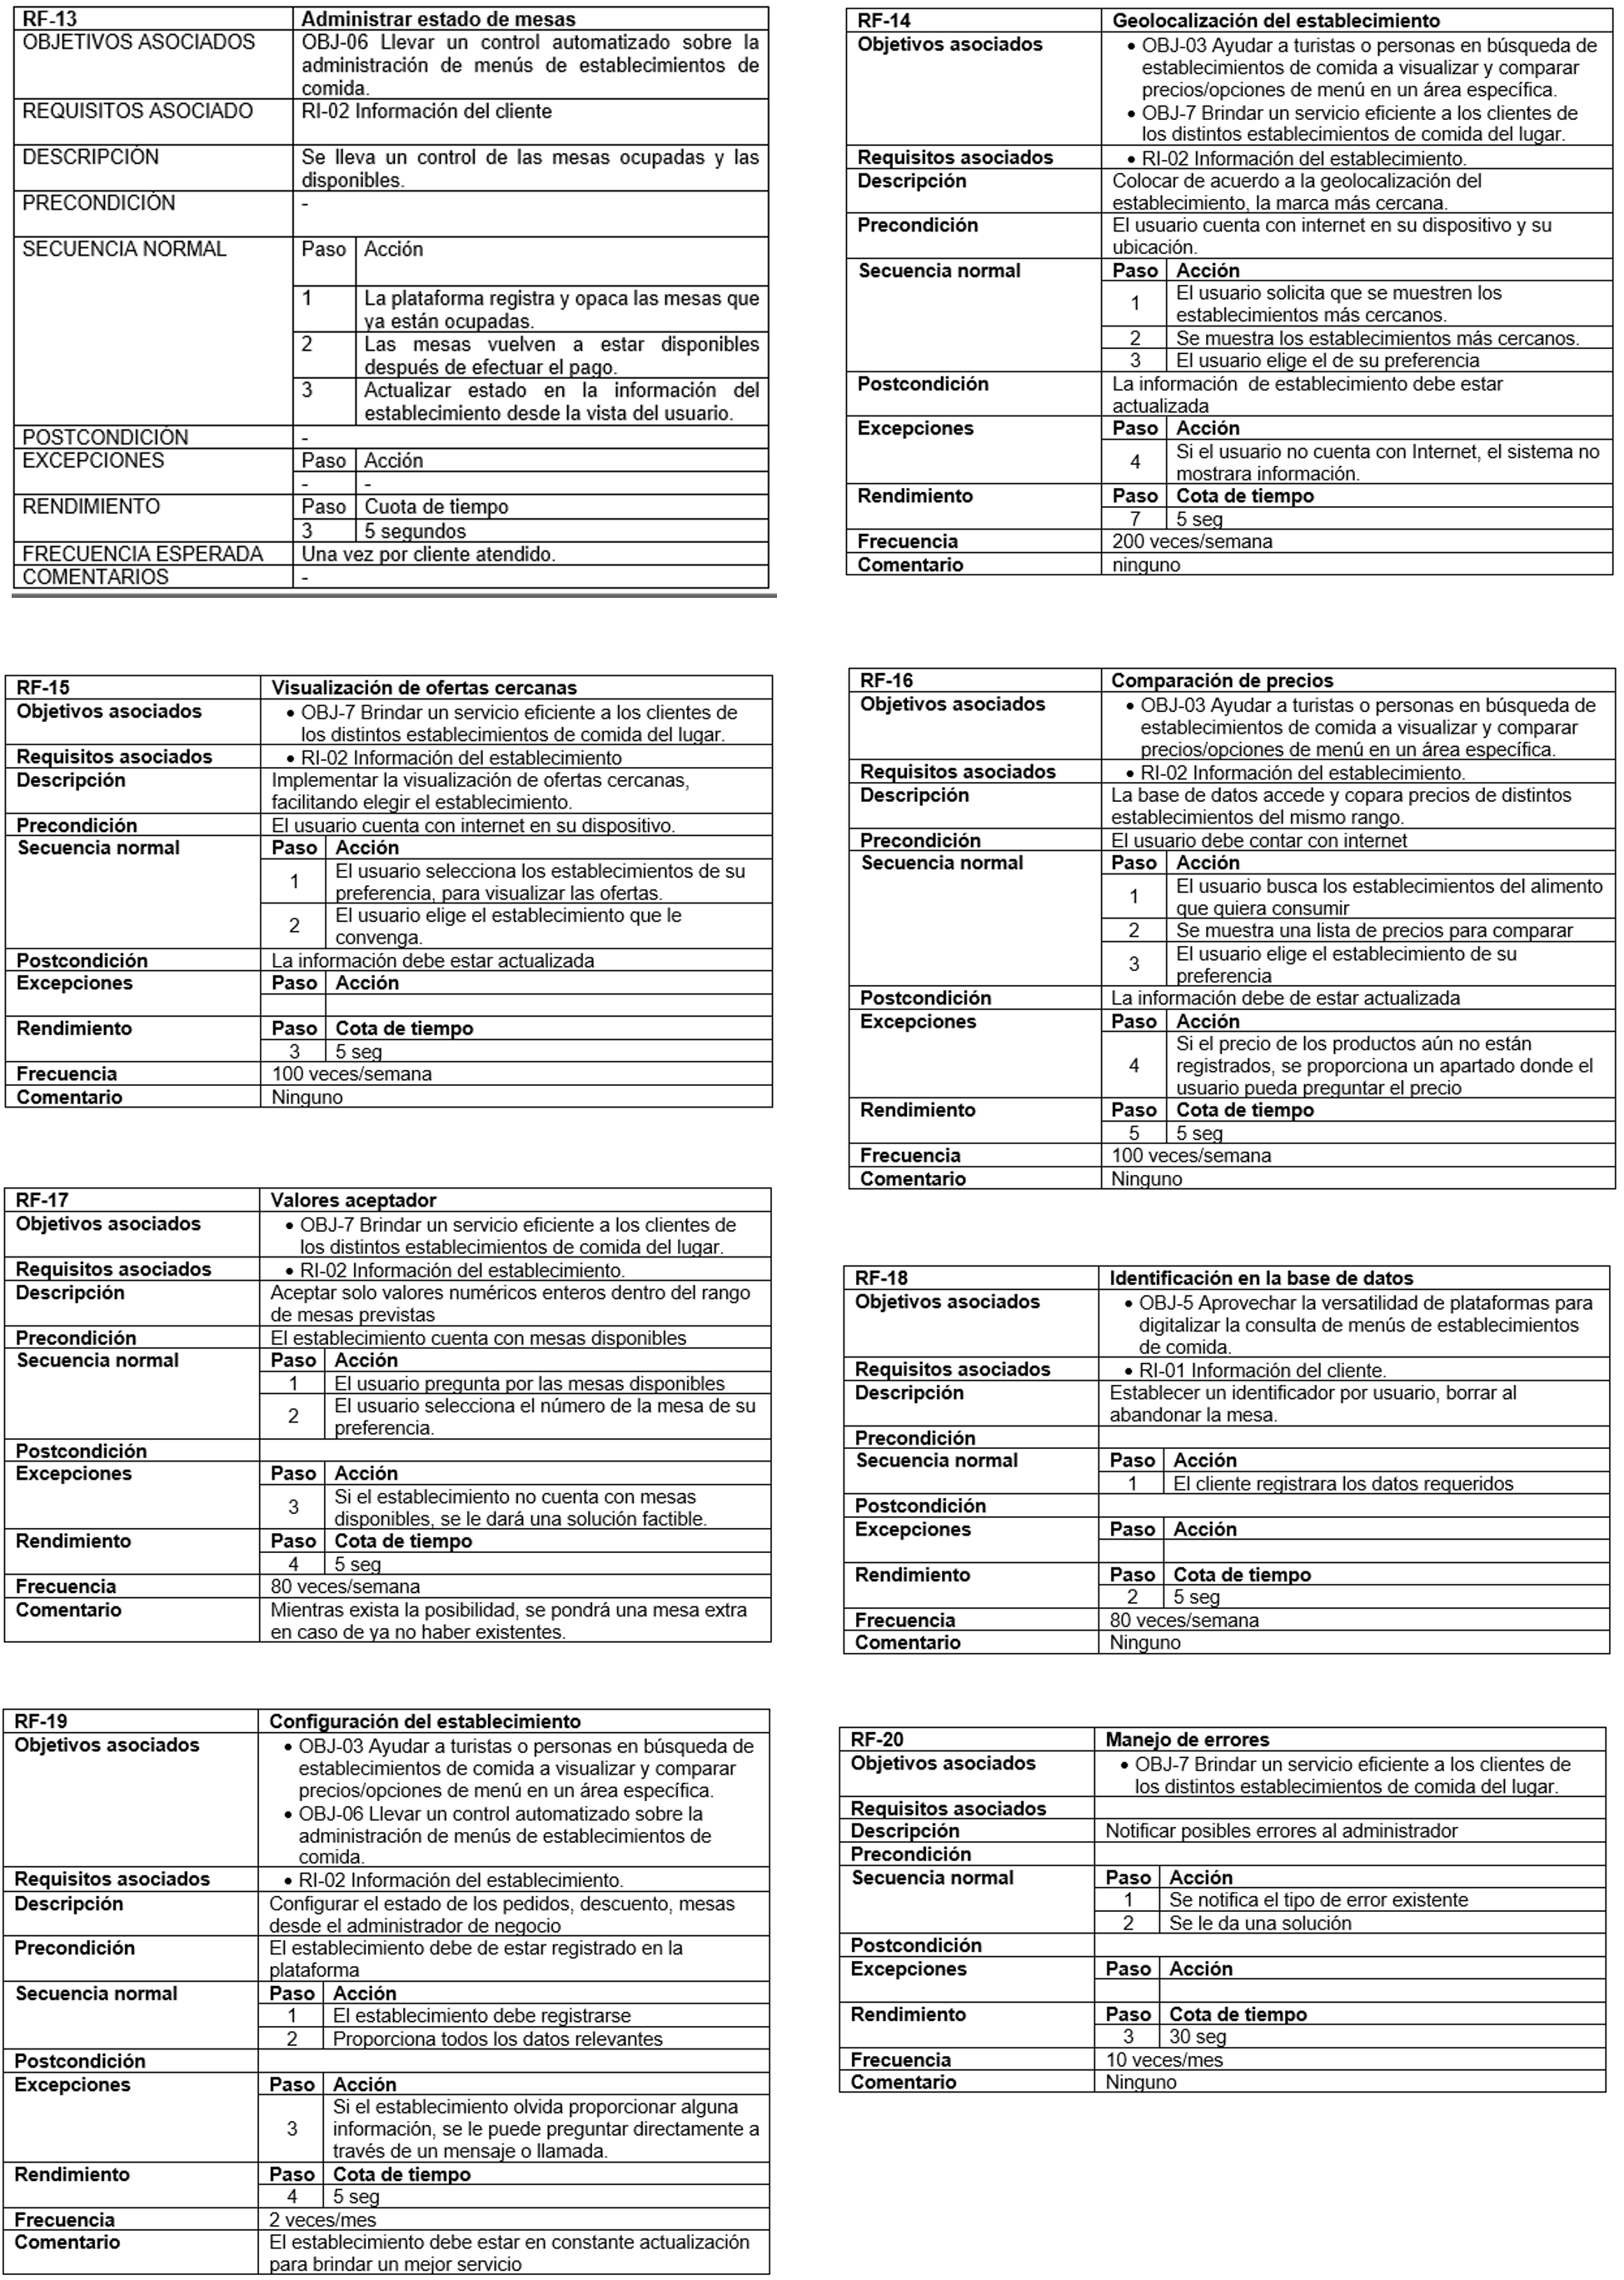 RF-13 Administrar estado de mesas
OBJETIVOS ASOCIADOS OBJ-06 Llevar un control automatizado sobre la
administración de menús de establecimientos de
comida.
REQUISITOS ASOCIADO RI-02 Información del cliente
DESCRIPCIÓN Se lleva un control de las mesas ocupadas y las
disponibles.
PRECONDICIÓN -
SECUENCIA NORMAL Paso Acción
1 La plataforma registra y opaca las mesas que
ya están ocupadas.
2 Las mesas vuelven a estar disponibles
después de efectuar el pago.
3 Actualizar estado en la información del
establecimiento desde la vista del usuario.
POSTCONDICIÓN -
EXCEPCIONES Paso Acción
- -
RENDIMIENTO Paso Cuota de tiempo
3 5 segundos
FRECUENCIA ESPERADA Una vez por cliente atendido.
COMENTARIOS -
RF-14 Geolocalización del establecimiento
Objetivos asociados • OBJ-03 Ayudar a turistas o personas en búsqueda de
establecimientos de comida a visualizar y comparar
precios/opciones de menú en un área específica.
• OBJ-7 Brindar un servicio eficiente a los clientes de
los distintos establecimientos de comida del lugar.
Requisitos asociados • RI-02 Información del establecimiento.
Descripción Colocar de acuerdo a la geolocalización del
establecimiento, la marca más cercana.
Precondición El usuario cuenta con internet en su dispositivo y su
ubicación.
Secuencia normal Paso Acción
1 El usuario solicita que se muestren los
establecimientos más cercanos.
2 Se muestra los establecimientos más cercanos.
3 El usuario elige el de su preferencia
Postcondición La información de establecimiento debe estar
actualizada
Excepciones Paso Acción
4 Si el usuario no cuenta con Internet, el sistema no
mostrara información.
Rendimiento Paso Cota de tiempo
7 5 seg
Frecuencia 200 veces/semana
Comentario ninguno
RF-15 Visualización de ofertas cercanas
Objetivos asociados • OBJ-7 Brindar un servicio eficiente a los clientes de
los distintos establecimientos de comida del lugar.
Requisitos asociados • RI-02 Información del establecimiento
Descripción Implementar la visualización de ofertas cercanas,
facilitando elegir el establecimiento.
Precondición El usuario cuenta con internet en su dispositivo.
Secuencia normal Paso Acción
1 El usuario selecciona los establecimientos de su
preferencia, para visualizar las ofertas.
2 El usuario elige el establecimiento que le
convenga.
Postcondición La información debe estar actualizada
Excepciones Paso Acción
Rendimiento Paso Cota de tiempo
3 5 seg
Frecuencia 100 veces/semana
Comentario Ninguno
RF-16 Comparación de precios
Objetivos asociados • OBJ-03 Ayudar a turistas o personas en búsqueda de
establecimientos de comida a visualizar y comparar
precios/opciones de menú en un área específica.
Requisitos asociados • RI-02 Información del establecimiento.
Descripción La base de datos accede y copara precios de distintos
establecimientos del mismo rango.
Precondición El usuario debe contar con internet
Secuencia normal Paso Acción
1 El usuario busca los establecimientos del alimento
que quiera consumir
2 Se muestra una lista de precios para comparar
3 El usuario elige el establecimiento de su
preferencia
Postcondición La información debe de estar actualizada
Excepciones Paso Acción
4 Si el precio de los productos aún no están
registrados, se proporciona un apartado donde el
usuario pueda preguntar el precio
Rendimiento Paso Cota de tiempo
5 5 seg
Frecuencia 100 veces/semana
Comentario Ninguno
RF-17 Valores aceptador
Objetivos asociados • OBJ-7 Brindar un servicio eficiente a los clientes de
los distintos establecimientos de comida del lugar.
Requisitos asociados • RI-02 Información del establecimiento.
Descripción Aceptar solo valores numéricos enteros dentro del rango
de mesas previstas
Precondición El establecimiento cuenta con mesas disponibles
Secuencia normal Paso Acción
1 El usuario pregunta por las mesas disponibles
2 El usuario selecciona el número de la mesa de su
preferencia.
Postcondición
Excepciones Paso Acción
3 Si el establecimiento no cuenta con mesas
disponibles, se le dará una solución factible.
Rendimiento Paso Cota de tiempo
4 5 seg
Frecuencia 80 veces/semana
Comentario Mientras exista la posibilidad, se pondrá una mesa extra
en caso de ya no haber existentes.
RF-18 Identificación en la base de datos
Objetivos asociados • OBJ-5 Aprovechar la versatilidad de plataformas para
digitalizar la consulta de menús de establecimientos
de comida.
Requisitos asociados • RI-01 Información del cliente.
Descripción Establecer un identificador por usuario, borrar al
abandonar la mesa.
Precondición
Secuencia normal Paso Acción
1 El cliente registrara los datos requeridos
Postcondición
Excepciones Paso Acción
Rendimiento Paso Cota de tiempo
2 5 seg
Frecuencia 80 veces/semana
Comentario Ninguno
RF-19 Configuración del establecimiento
Objetivos asociados • OBJ-03 Ayudar a turistas o personas en búsqueda de
establecimientos de comida a visualizar y comparar
precios/opciones de menú en un área específica.
• OBJ-06 Llevar un control automatizado sobre la
administración de menús de establecimientos de
comida.
Requisitos asociados • RI-02 Información del establecimiento.
Descripción Configurar el estado de los pedidos, descuento, mesas
desde el administrador de negocio
Precondición El establecimiento debe de estar registrado en la
plataforma
Secuencia normal Paso Acción
1 El establecimiento debe registrarse
2 Proporciona todos los datos relevantes
Postcondición
Excepciones Paso Acción
3 Si el establecimiento olvida proporcionar alguna
información, se le puede preguntar directamente a
través de un mensaje o llamada.
Rendimiento Paso Cota de tiempo
4 5 seg
Frecuencia 2 veces/mes
Comentario El establecimiento debe estar en constante actualización
para brindar un mejor servicio
RF-20 Manejo de errores
Objetivos asociados • OBJ-7 Brindar un servicio eficiente a los clientes de
los distintos establecimientos de comida del lugar.
Requisitos asociados
Descripción Notificar posibles errores al administrador
Precondición
Secuencia normal Paso Acción
1 Se notifica el tipo de error existente
2 Se le da una solución
Postcondición
Excepciones Paso Acción
Rendimiento Paso Cota de tiempo
3 30 seg
Frecuencia 10 veces/mes
Comentario Ninguno